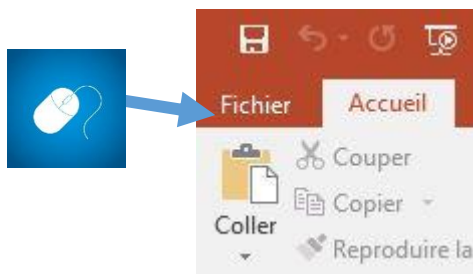 Fichier Accueil
Couper
Copier
Coller
Reproduire la